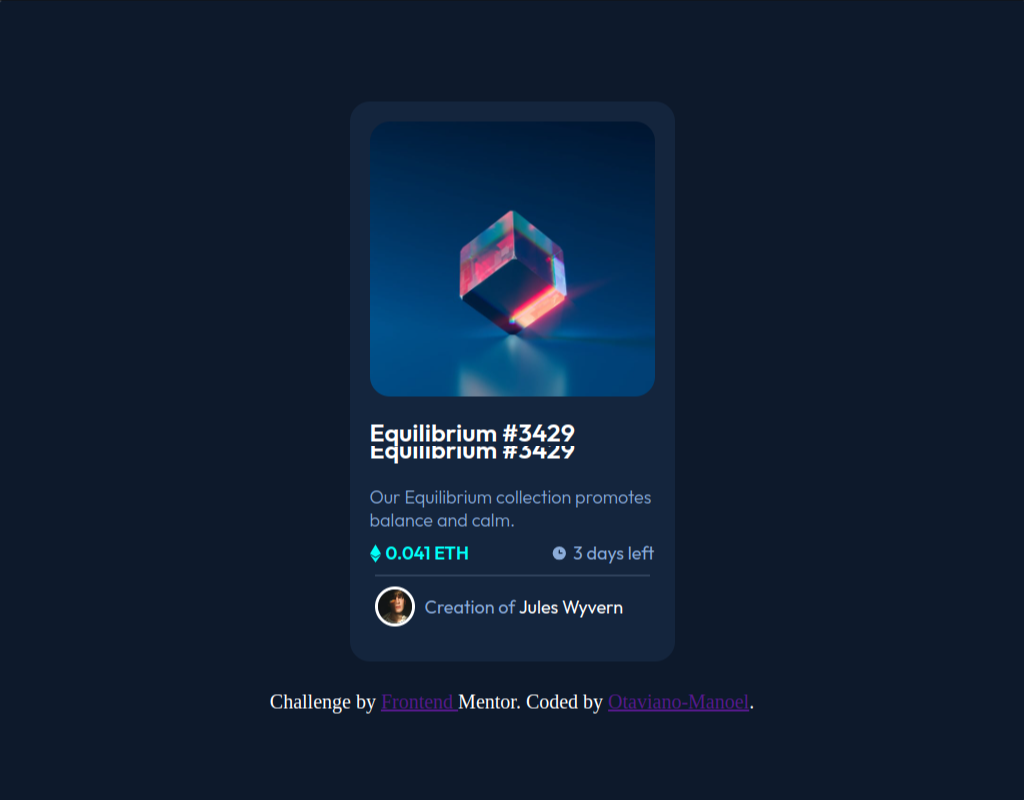 Equilibrium #3429
Equilibrium #3429
Our Equilibrium collection promotes
balance and calm.
0.041 ETH 3 days left
Creation of Jules Wyvern
Challenge by Frontend Mentor. Coded by Otaviano-Manoel.